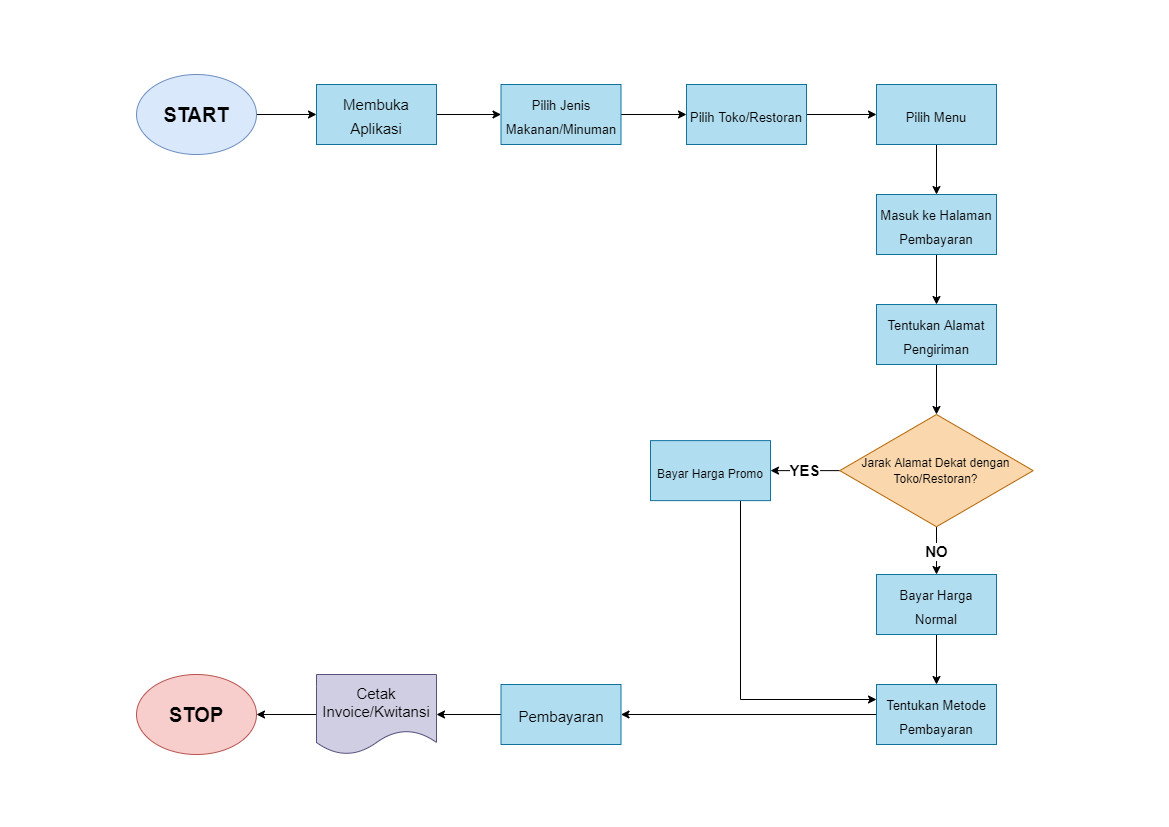 START
Membuka
Aplikasi
Pilih Jenis
Makanan/Minuman
Pilih Toko/Restoran
Pilih Menu
Masuk ke Halaman
Pembayaran
Tentukan Alamat
Pengiriman
Jarak Alamat Dekat dengan
Toko/Restoran?
YES
Bayar Harga Promo
NO
Bayar Harga
Normal
Tentukan Metode
Pembayaran
Pembayaran
Cetak
Invoice/Kwitansi
STOP